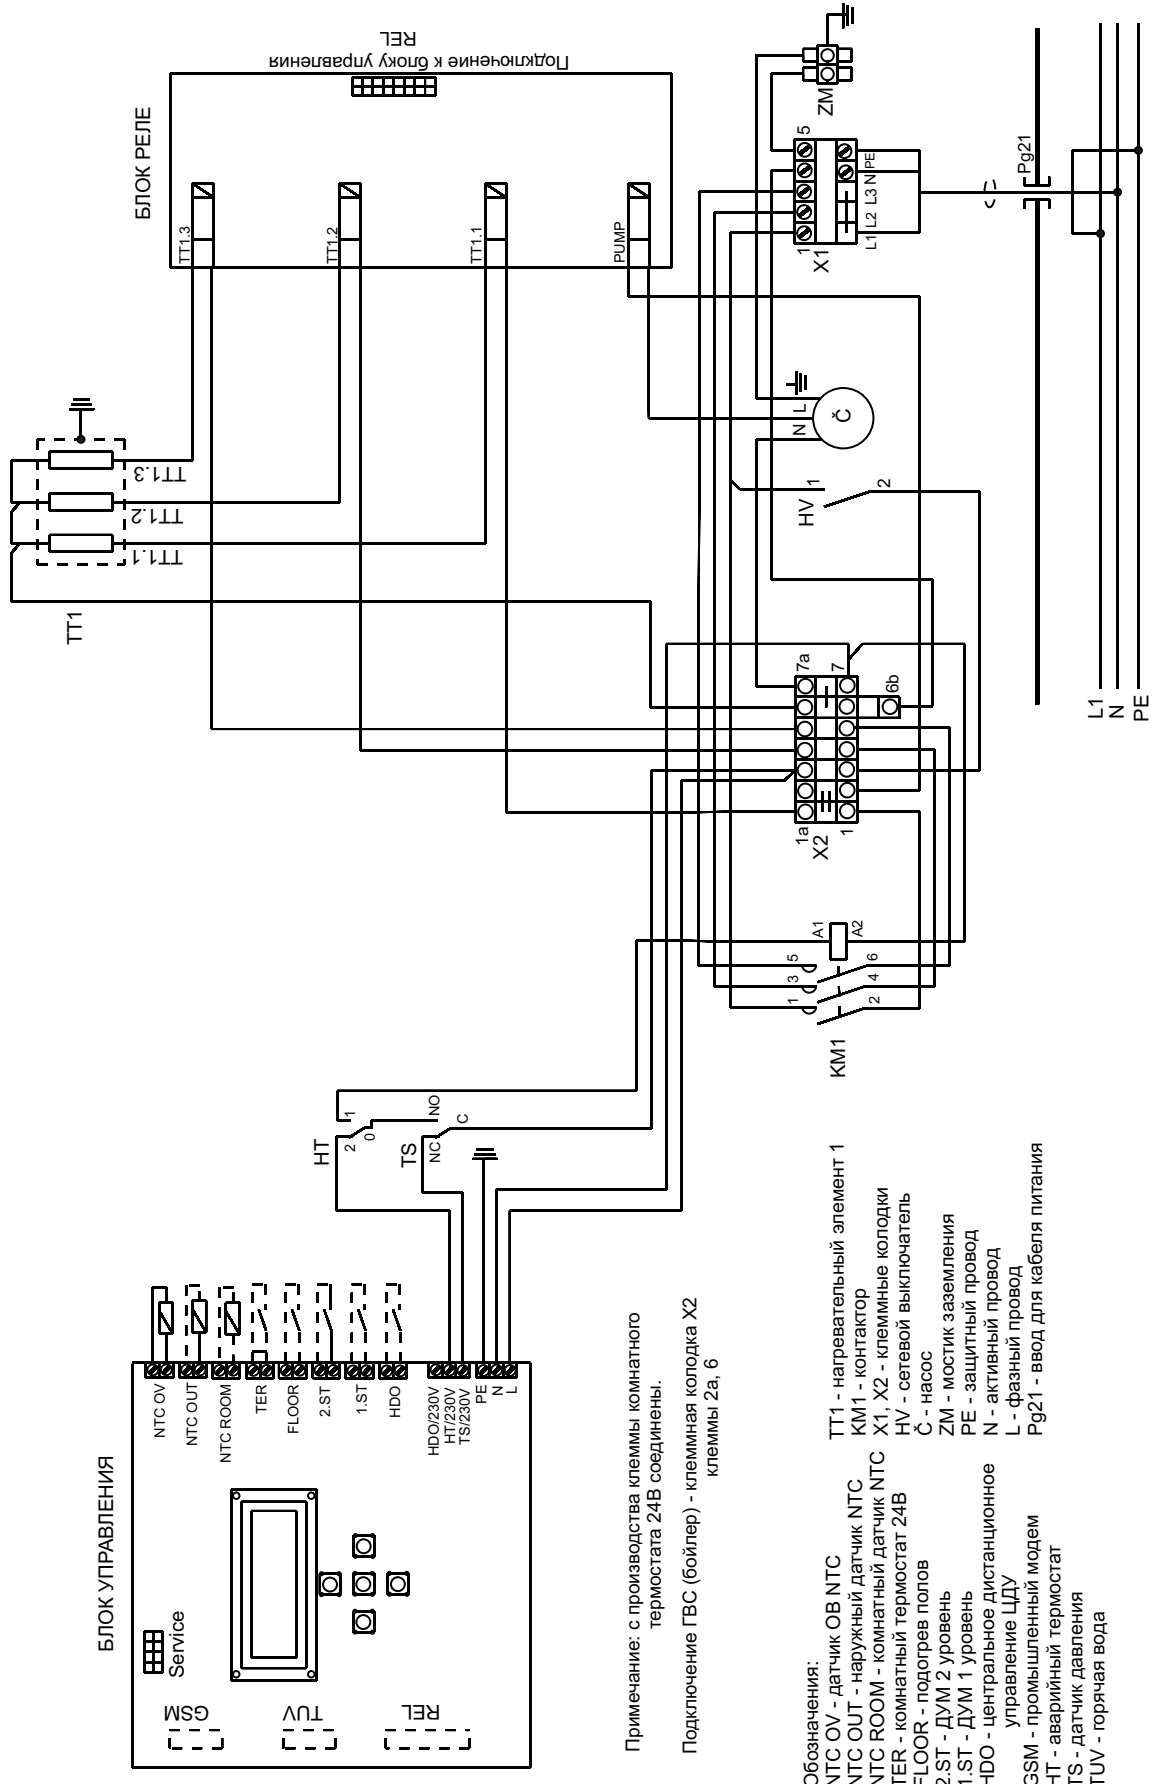 БЛОК УПРАВЛЕНИЯ
Service
GSM
TUV
REL
NTC OV
NTC OUT
NTC ROOM
TER
FLOOR
2.ST
1.ST
HDO
HDO/230V
HT/230V
TS/230V
PE
N
L
HT
1
2
0
TS
NO
NC
C
БЛОК РЕЛЕ
Подключение к блоку управления
REL
TT1.3
TT1.2
TT1.1
PUMP
TT1
TT1.1
TT1.2
TT1.3
KM1
1
3
5
2
4
6
A1
A2
X2
1a
7a
1
7
6b
HV
1
2
N
L
Č
X1
1
5
L1
L2
L3
N
PE
ZM
Pg21
L1
N
PE
Примечание: с производства клеммы комнатного
термостата 24В соединены.
Подключение ГВС (бойлер) - клеммная колодка X2
клеммы 2a, 6
Обозначения:
NTC OV - датчик ОВ NTC
NTC OUT - наружный датчик NTC
NTC ROOM - комнатный датчик NTC
TER - комнатный термостат 24В
FLOOR - подогрев полов
2.ST - ДУМ 2 уровень
1.ST - ДУМ 1 уровень
HDO - центральное дистанционное
управление ЦДУ
GSM - промышленный модем
HT - аварийный термостат
TS - датчик давления
TUV - горячая вода
TT1 - нагревательный элемент 1
KM1 - контактор
X1, X2 - клеммные колодки
HV - сетевой выключатель
Č - насос
ZM - мостик заземления
PE - защитный провод
N - активный провод
L - фазный провод
Pg21 - ввод для кабеля питания